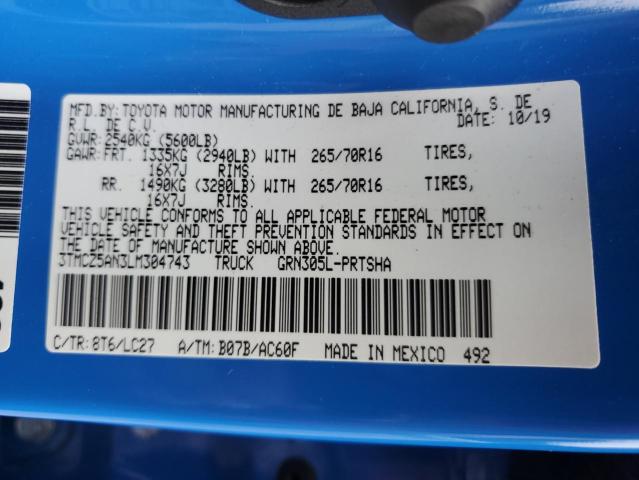 MFD.BY:TOYOTA MOTOR MANUFACTURING DE BAJA CALIFORNIA, S. DE
R.L. DE C.V. DATE: 10/19
GVWR:2540KG (5600LB)
GAWR:FRT. 1335KG (2940LB) WITH 265/70R16 TIRES,
16X7J RIMS.
RR. 1490KG (3280LB) WITH 265/70R16 TIRES,
16X7J RIMS.
THIS VEHICLE CONFORMS TO ALL APPLICABLE FEDERAL MOTOR
VEHICLE SAFETY AND THEFT PREVENTION STANDARDS IN EFFECT ON
THE DATE OF MANUFACTURE SHOWN ABOVE.
3TMCZ5AN3LM304743 TRUCK GRN305L-PRTSHA
C/TR:8T6/LC27 A/TM:B07B/AC60F MADE IN MEXICO 492